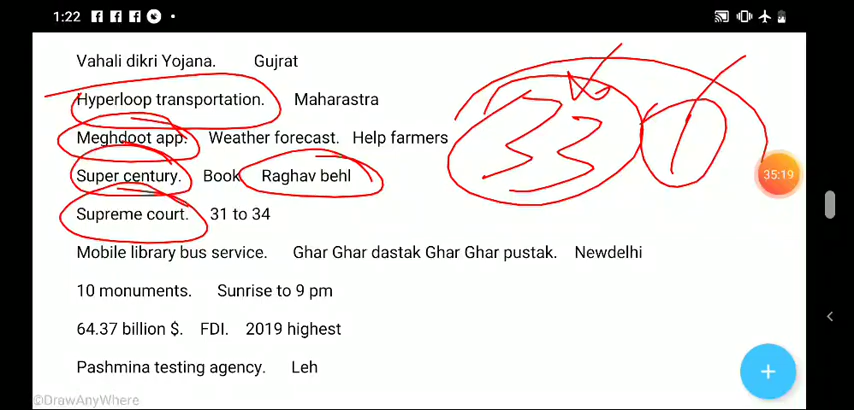 1:22
Vahali dikri Yojana. Gujrat
Hyperloop transportation. Maharastra
Meghdoot app. Weather forecast. Help farmers
Super century. Book Raghav behl
33 1
35:19
Supreme court. 31 to 34
Mobile library bus service. Ghar Ghar dastak Ghar Ghar pustak. Newdelhi
10 monuments. Sunrise to 9 pm
64.37 billion $. FDI. 2019 highest
Pashmina testing agency. Leh
©DrawAnyWhere